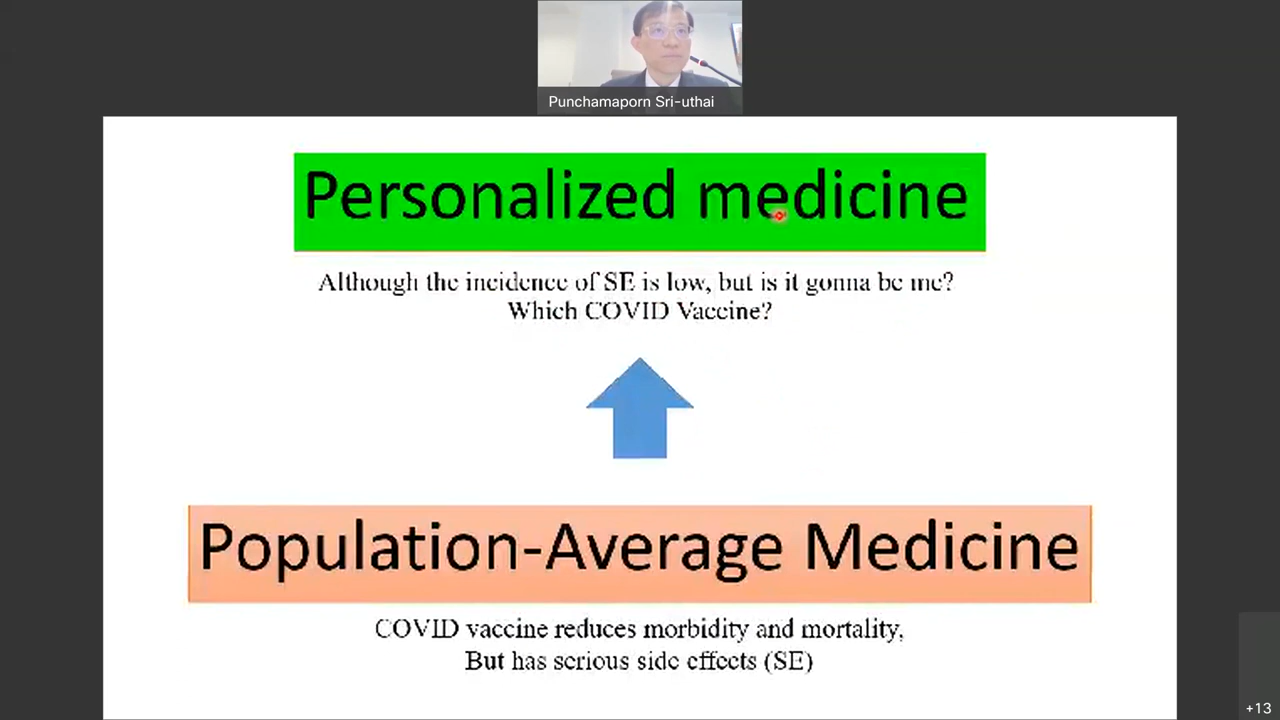 Punchamaporn Sri-uthai
Personalized medicine
Although the incidence of SE is low, but is it gonna be me?
Which COVID Vaccine?
Population-Average Medicine
COVID vaccine reduces morbidity and mortality,
But has serious side effects (SE)
+13